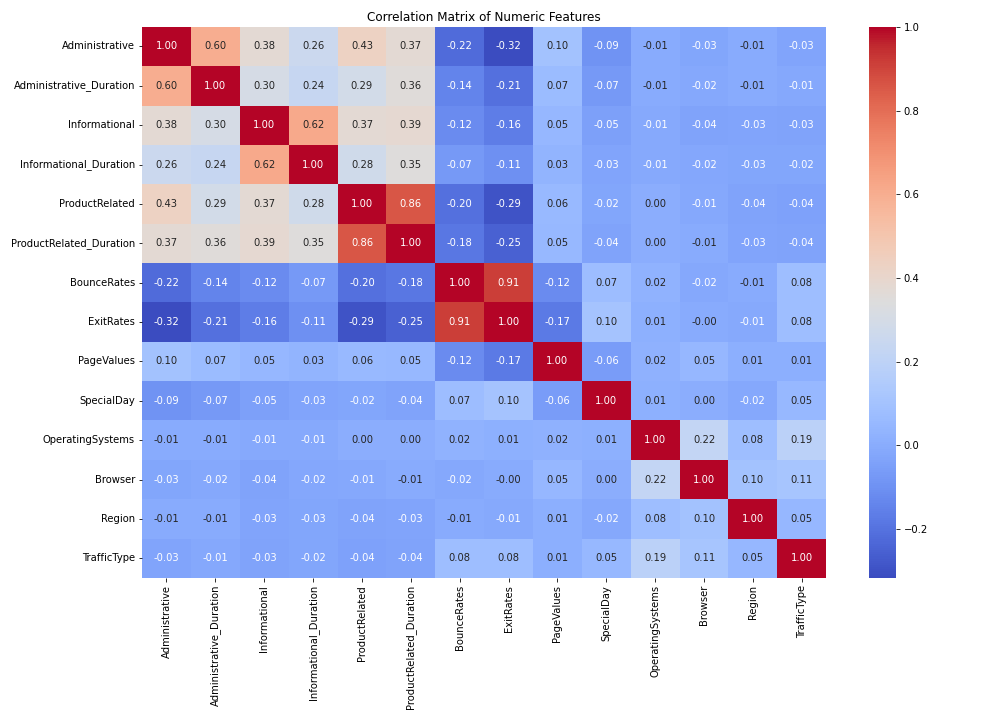 Correlation Matrix of Numeric Features
Administrative 1.00 0.60 0.38 0.26 0.43 0.37 -0.22 -0.32 0.10 -0.09 -0.01 -0.03 -0.01 -0.03
Administrative_Duration 0.60 1.00 0.30 0.24 0.29 0.36 -0.14 -0.21 0.07 -0.07 -0.01 -0.02 -0.01 -0.01
Informational 0.38 0.30 1.00 0.62 0.37 0.39 -0.12 -0.16 0.05 -0.05 -0.01 -0.04 -0.03 -0.03
Informational_Duration 0.26 0.24 0.62 1.00 0.28 0.35 -0.07 -0.11 0.03 -0.03 -0.01 -0.02 -0.03 -0.02
ProductRelated 0.43 0.29 0.37 0.28 1.00 0.86 -0.20 -0.29 0.06 -0.02 0.00 -0.01 -0.04 -0.04
ProductRelated_Duration 0.37 0.36 0.39 0.35 0.86 1.00 -0.18 -0.25 0.05 -0.04 0.00 -0.01 -0.03 -0.04
BounceRates -0.22 -0.14 -0.12 -0.07 -0.20 -0.18 1.00 0.91 -0.12 0.07 0.02 -0.02 -0.01 0.08
ExitRates -0.32 -0.21 -0.16 -0.11 -0.29 -0.25 0.91 1.00 -0.17 0.10 0.01 -0.00 -0.01 0.08
PageValues 0.10 0.07 0.05 0.03 0.06 0.05 -0.12 -0.17 1.00 -0.06 0.02 0.05 0.01 0.01
SpecialDay -0.09 -0.07 -0.05 -0.03 -0.02 -0.04 0.07 0.10 -0.06 1.00 0.01 0.00 -0.02 0.05
OperatingSystems -0.01 -0.01 -0.01 -0.01 0.00 0.00 0.02 0.01 0.02 0.01 1.00 0.22 0.08 0.19
Browser -0.03 -0.02 -0.04 -0.02 -0.01 -0.01 -0.02 -0.00 0.05 0.00 0.22 1.00 0.10 0.11
Region -0.01 -0.01 -0.03 -0.03 -0.04 -0.03 -0.01 -0.01 0.01 -0.02 0.08 0.10 1.00 0.05
TrafficType -0.03 -0.01 -0.03 -0.02 -0.04 -0.04 0.08 0.08 0.01 0.05 0.19 0.11 0.05 1.00
Administrative
Administrative_Duration
Informational
Informational_Duration
ProductRelated
ProductRelated_Duration
BounceRates
ExitRates
PageValues
SpecialDay
OperatingSystems
Browser
Region
TrafficType
1.0
0.8
0.6
0.4
0.2
0.0
−0.2